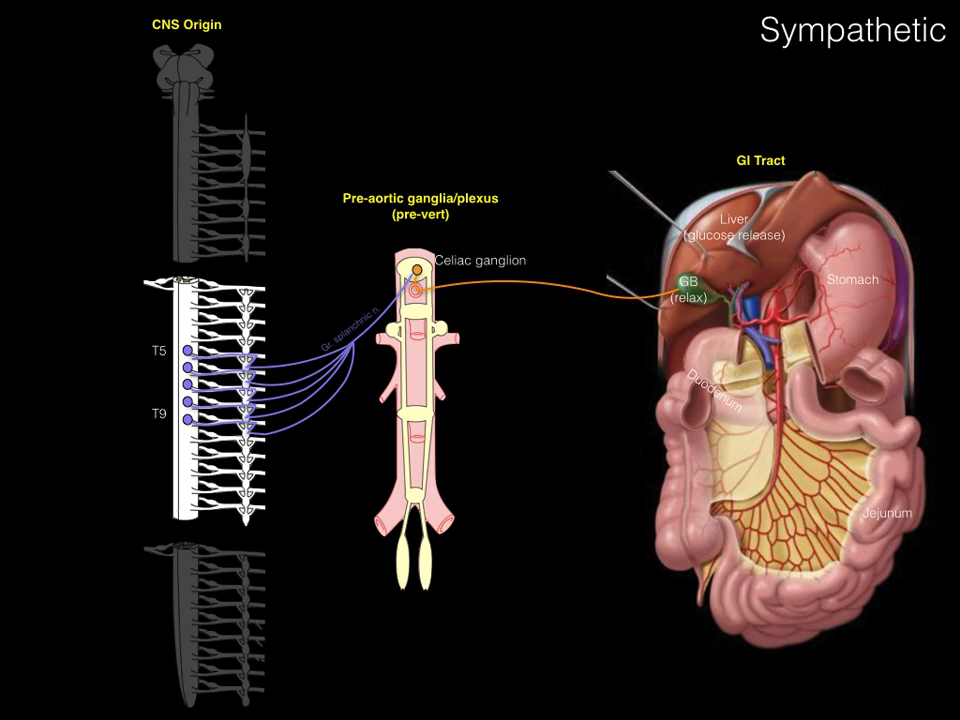 CNS Origin
Sympathetic
GI Tract
Pre-aortic ganglia/plexus
(pre-vert)
Liver
(glucose release)
Celiac ganglion
Stomach
GB
(relax)
Gr. splanchnic n.
T5
Duodenum
T9
Jejunum